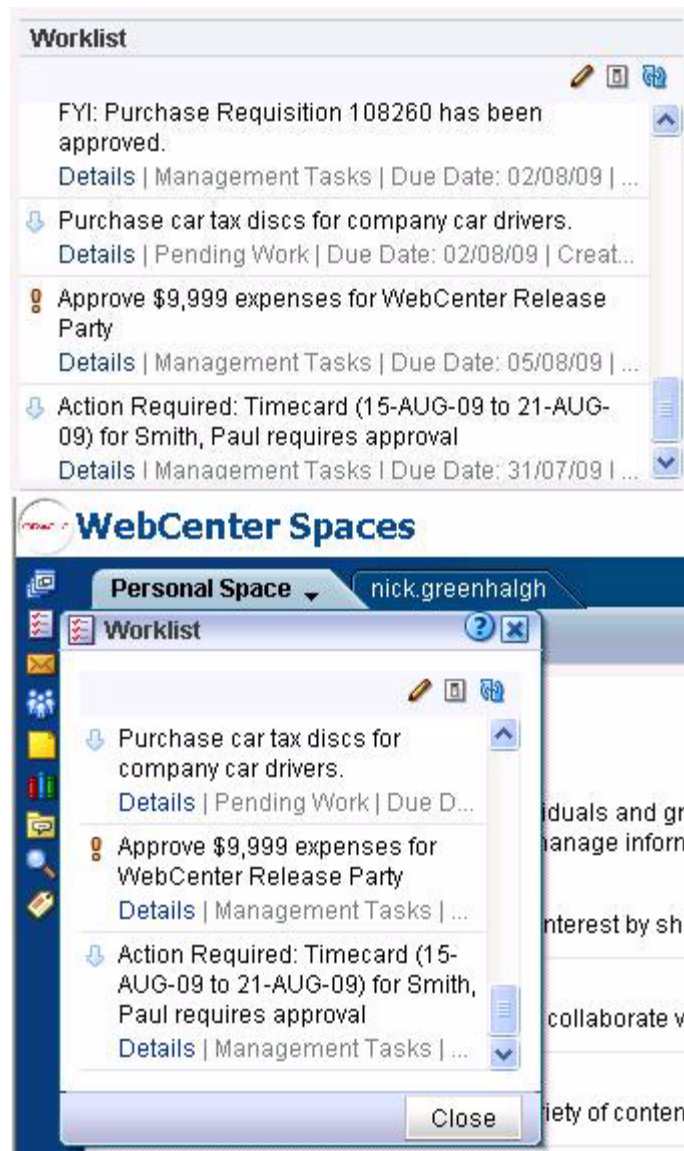 Worklist
FYI: Purchase Requisition 108260 has been
approved.
Details | Management Tasks | Due Date: 02/08/09 | ...
Purchase car tax discs for company car drivers.
Details | Pending Work | Due Date: 02/08/09 | Creat...
Approve $9,999 expenses for WebCenter Release
Party
Details | Management Tasks | Due Date: 05/08/09 | ...
Action Required: Timecard (15-AUG-09 to 21-AUG-
09) for Smith, Paul requires approval
Details | Management Tasks | Due Date: 31/07/09 | ...
ORACLE WebCenter Spaces
Personal Space nick.greenhalgh
Worklist
Purchase car tax discs for
company car drivers.
Details | Pending Work | Due D...
Approve $9,999 expenses for
WebCenter Release Party
Details | Management Tasks | ...
Action Required: Timecard (15-
AUG-09 to 21-AUG-09) for Smith,
Paul requires approval
Details | Management Tasks | ...
Close
iduals and gr
anage inforn
nterest by sh
collaborate v
riety of conten